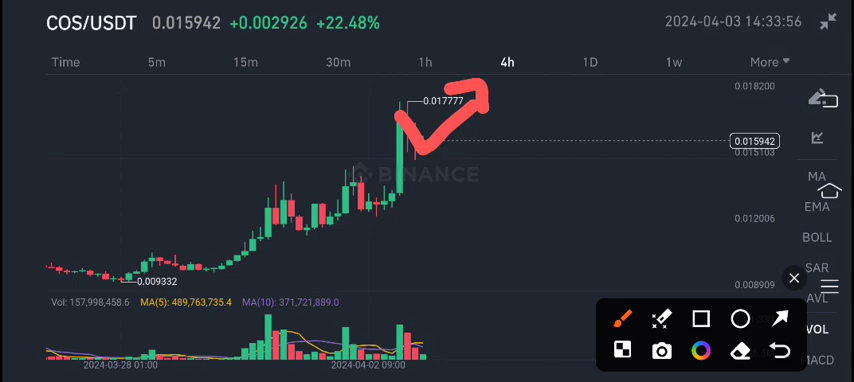 COS/USDT 0.015942 +0.002926 +22.48% 2024-04-03 14:33:56
Time 5m 15m 30m 1h 4h 1D 1w More
0.018200
0.017777
0.015942
0.015103
BINANCE
MA
EMA
0.012006
BOLL
SAR
0.009332
0.008909
AVL
Vol: 157,998,458.6 MA(5): 489,763,735.4 MA(10): 371,721,889.0
VOL
2024-03-28 01:00 2024-04-02 09:00
MACD